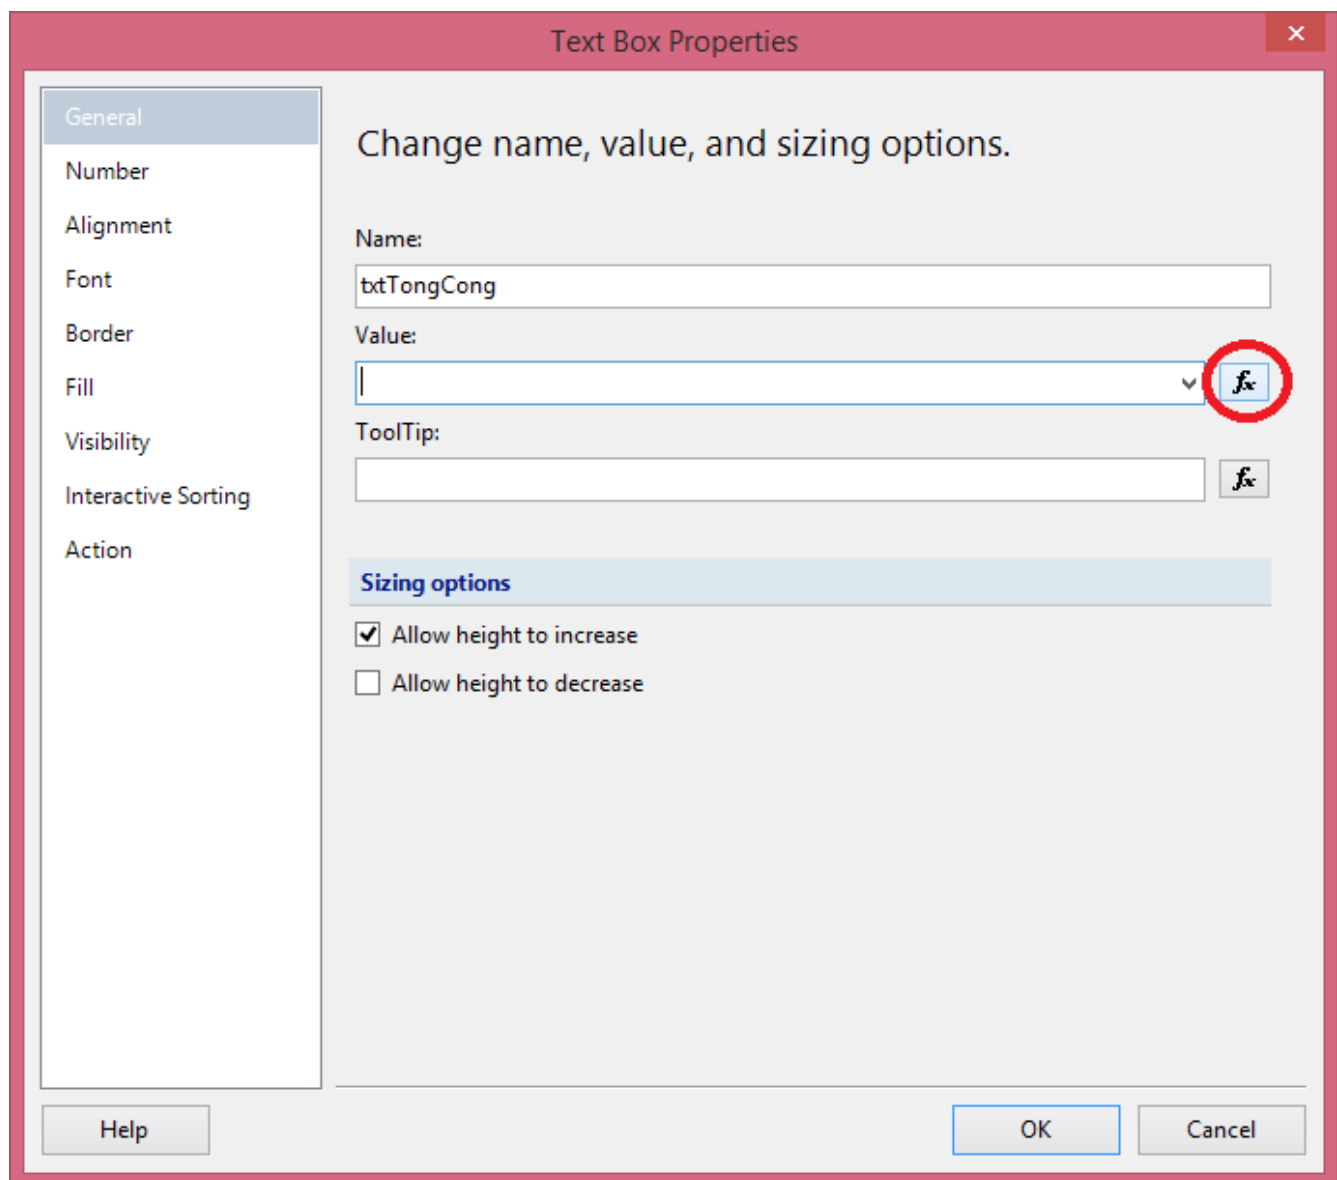 Text Box Properties
General
Number
Alignment
Font
Border
Fill
Visibility
Interactive Sorting
Action
Change name, value, and sizing options.
Name:
txtTongCong
Value:
fx
ToolTip:
fx
Sizing options
Allow height to increase
Allow height to decrease
Help
OK
Cancel